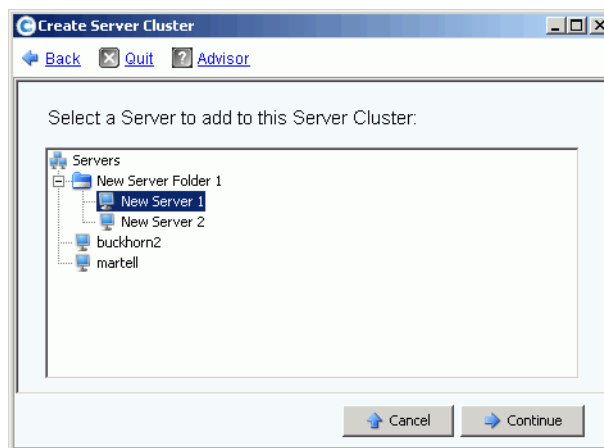 Create Server Cluster
Back Quit Advisor
Select a Server to add to this Server Cluster:
Servers
New Server Folder 1
New Server 1
New Server 2
buckhorn2
martell
Cancel Continue